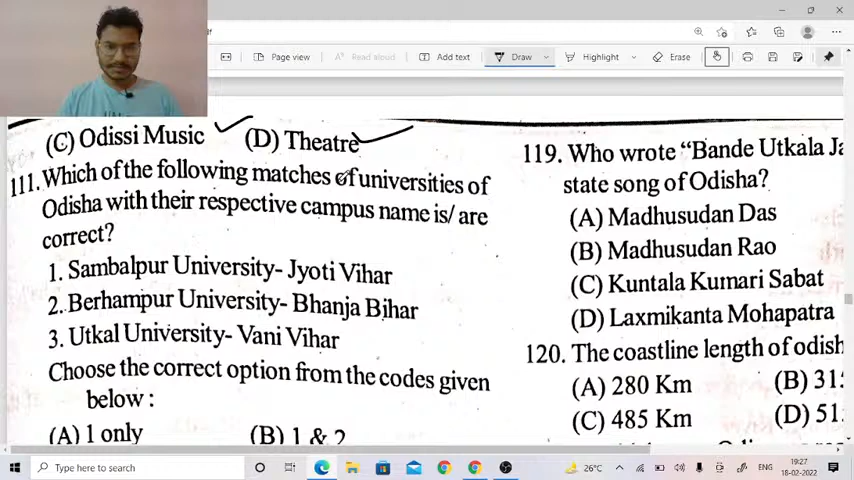 Page view
Read aloud
Add text
Draw
Highlight
Erase
(C) Odissi Music (D) Theatre
111. Which of the following matches of universities of
Odisha with their respective campus name is/ are
correct?
1. Sambalpur University- Jyoti Vihar
2. Berhampur University- Bhanja Bihar
3. Utkal University- Vani Vihar
Choose the correct option from the codes given
below :
(A) 1 only (B) 1 & 2
119. Who wrote "Bande Utkala Ja
state song of Odisha?
(A) Madhusudan Das
(B) Madhusudan Rao
(C) Kuntala Kumari Sabat
(D) Laxmikanta Mohapatra
120. The coastline length of odish
(A) 280 Km (B) 31
(C) 485 Km (D) 51
Type here to search
26°C
ENG
19:27
18-02-2022